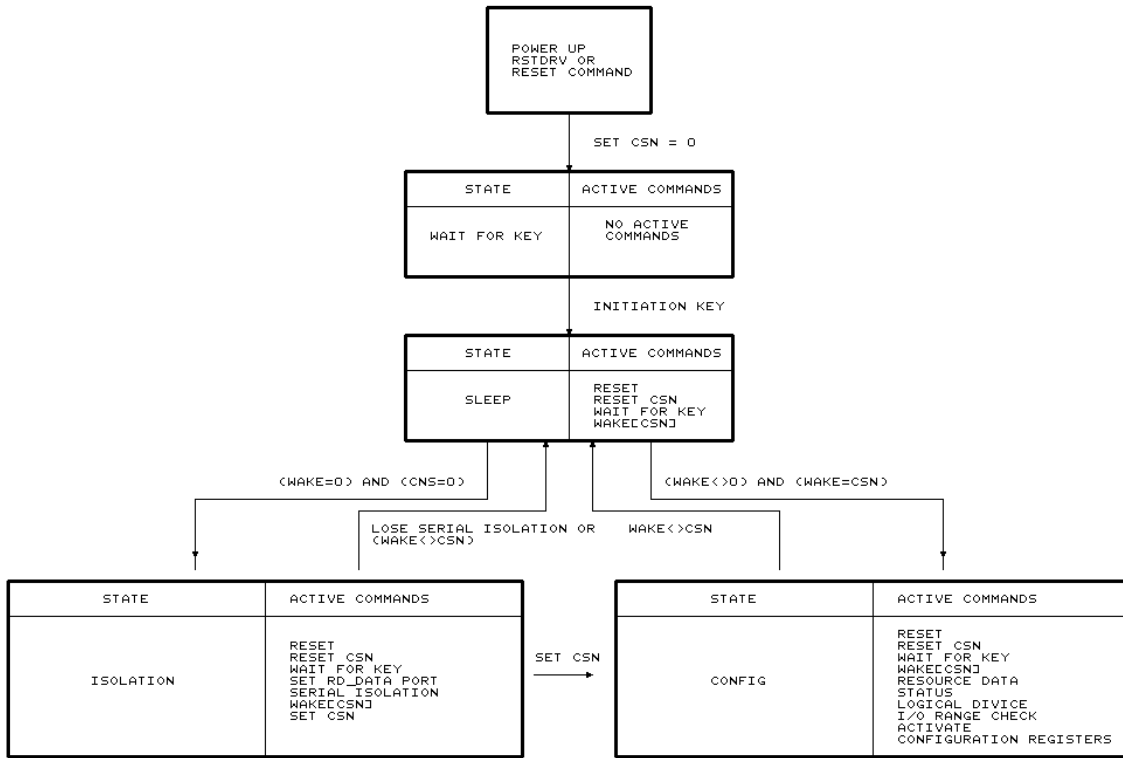 POWER UP
RSTDRV OR
RESET COMMAND
SET CSN = 0
STATE
ACTIVE COMMANDS
WAIT FOR KEY
NO ACTIVE
COMMANDS
INITIATION KEY
STATE
ACTIVE COMMANDS
SLEEP
RESET
RESET CSN
WAIT FOR KEY
WAKE[CSN]
(WAKE=0) AND (CNS=0)
(WAKE<>0) AND (WAKE=CSN)
LOSE SERIAL ISOLATION OR
(WAKE<>CSN)
WAKE<>CSN
STATE
ACTIVE COMMANDS
ISOLATION
RESET
RESET CSN
WAIT FOR KEY
SET RD_DATA PORT
SERIAL ISOLATION
WAKE[CSN]
SET CSN
SET CSN
STATE
ACTIVE COMMANDS
CONFIG
RESET
RESET CSN
WAIT FOR KEY
WAKE[CSN]
RESOURCE DATA
STATUS
LOGICAL DIVICE
I/O RANGE CHECK
ACTIVATE
CONFIGURATION REGISTERS